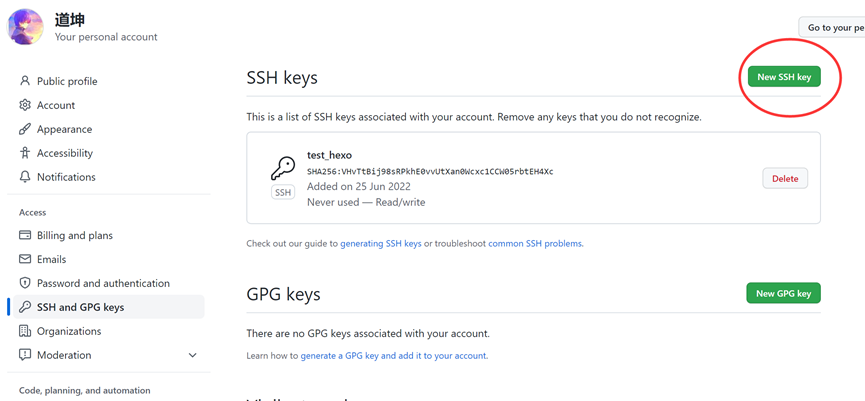 道坤
Your personal account
Go to your pe
Public profile
Account
Appearance
Accessibility
Notifications
Access
Billing and plans
Emails
Password and authentication
SSH and GPG keys
Organizations
Moderation
Code, planning, and automation
SSH keys
New SSH key
This is a list of SSH keys associated with your account. Remove any keys that you do not recognize.
test_hexo
SHA256:VHvTtBij98sRPkhE0vvUtXan0Wcxc1CCW05rbtEH4Xc
SSH
Added on 25 Jun 2022
Never used — Read/write
Delete
Check out our guide to generating SSH keys or troubleshoot common SSH problems.
GPG keys
New GPG key
There are no GPG keys associated with your account.
Learn how to generate a GPG key and add it to your account.